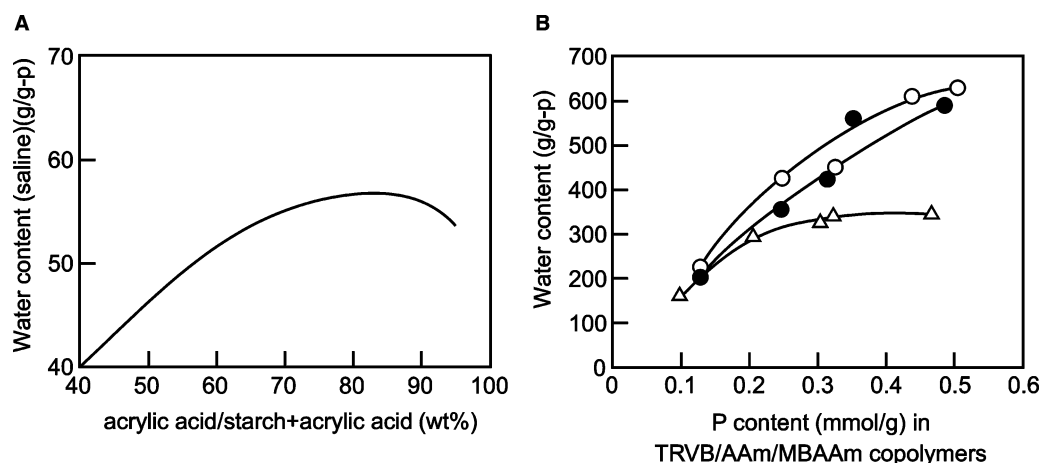 A
Water content (saline)(g/g-p)
70
60
50
40
40 50 60 70 80 90 100
acrylic acid/starch+acrylic acid (wt%)
B
Water content (g/g-p)
700
600
500
400
300
200
100
0
0 0.1 0.2 0.3 0.4 0.5 0.6
P content (mmol/g) in
TRVB/AAm/MBAAm copolymers